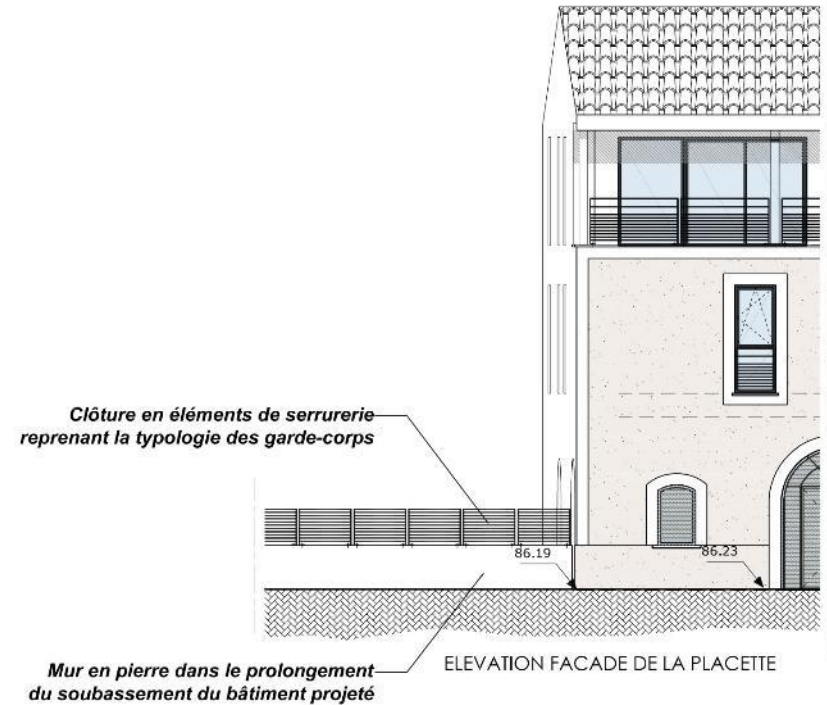 Clôture en éléments de serrurerie
reprenant la typologie des garde-corps
86.19
86.23
ELEVATION FACADE DE LA PLACETTE
Mur en pierre dans le prolongement
du soubassement du bâtiment projeté